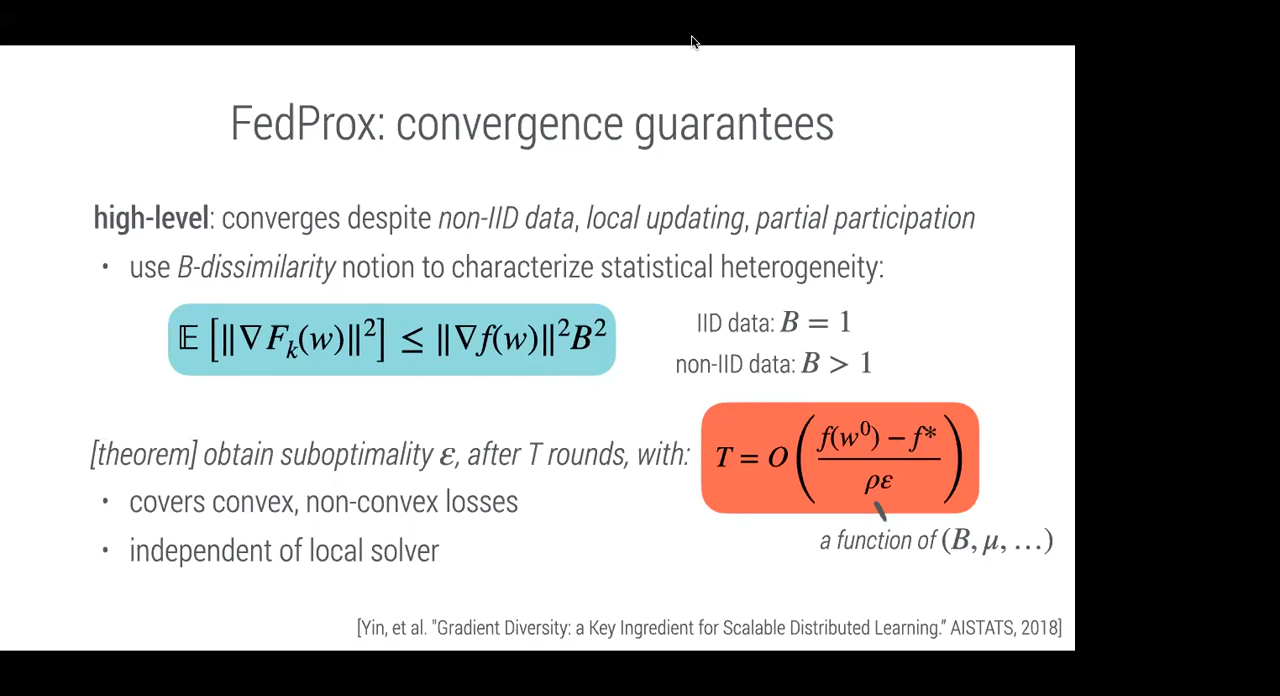 FedProx: convergence guarantees
high-level: converges despite non-IID data, local updating, partial participation
• use B-dissimilarity notion to characterize statistical heterogeneity:
𝔼 [‖∇F_k(w)‖²] ≤ ‖∇f(w)‖²B²
IID data: B = 1
non-IID data: B > 1
[theorem] obtain suboptimality ε, after T rounds, with:
T = O( (f(w⁰) − f*) / (ρε) )
• covers convex, non-convex losses
• independent of local solver
a function of (B, μ, …)
[Yin, et al. "Gradient Diversity: a Key Ingredient for Scalable Distributed Learning.” AISTATS, 2018]